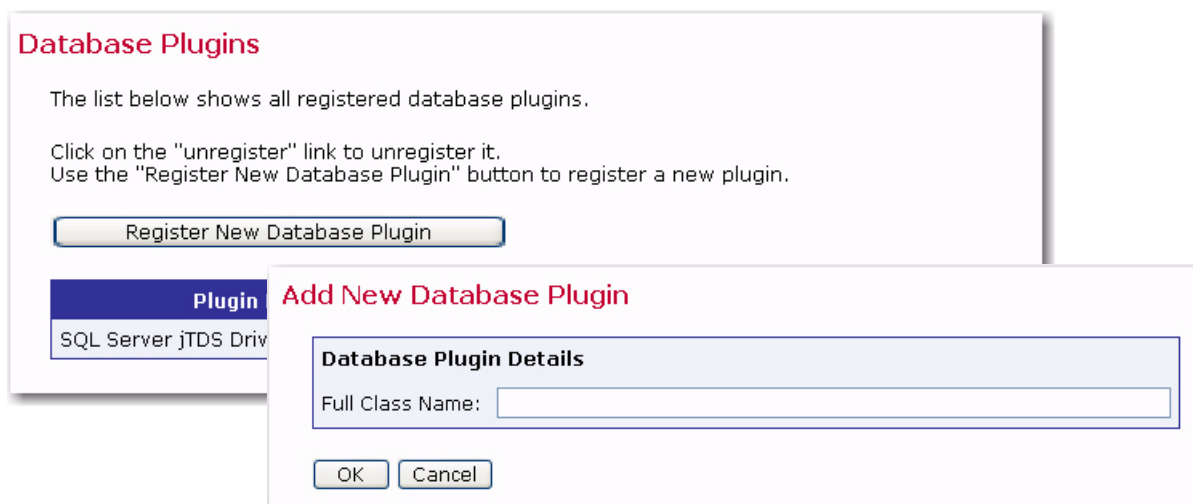 Database Plugins
The list below shows all registered database plugins.
Click on the "unregister" link to unregister it.
Use the "Register New Database Plugin" button to register a new plugin.
Register New Database Plugin
Plugin
SQL Server jTDS
Add New Database Plugin
Database Plugin Details
Full Class Name:
OK
Cancel